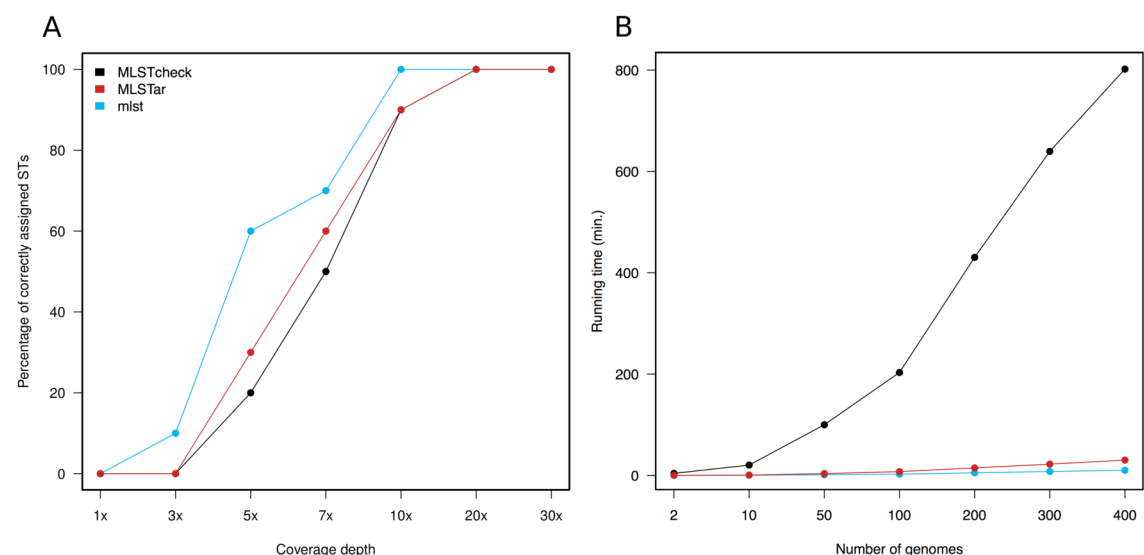 A
100
80
60
40
20
0
Percentage of correctly assigned STs
MLSTcheck
MLSTar
mlst
1x 3x 5x 7x 10x 20x 30x
Coverage depth
B
800
600
400
200
0
Running time (min.)
2 10 50 100 200 300 400
Number of genomes